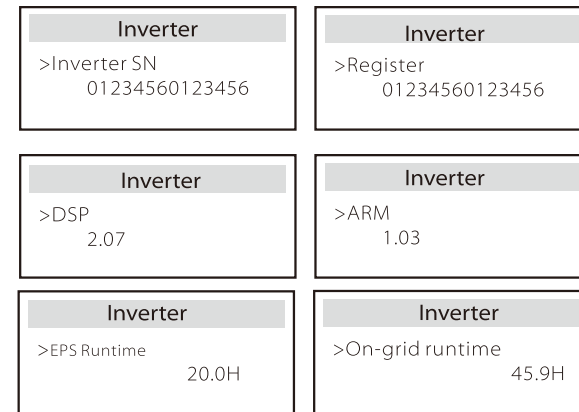 Inverter
>Inverter SN
01234560123456
Inverter
>Register
01234560123456
Inverter
>DSP
2.07
Inverter
>ARM
1.03
Inverter
>EPS Runtime
20.0H
Inverter
>On-grid runtime
45.9H